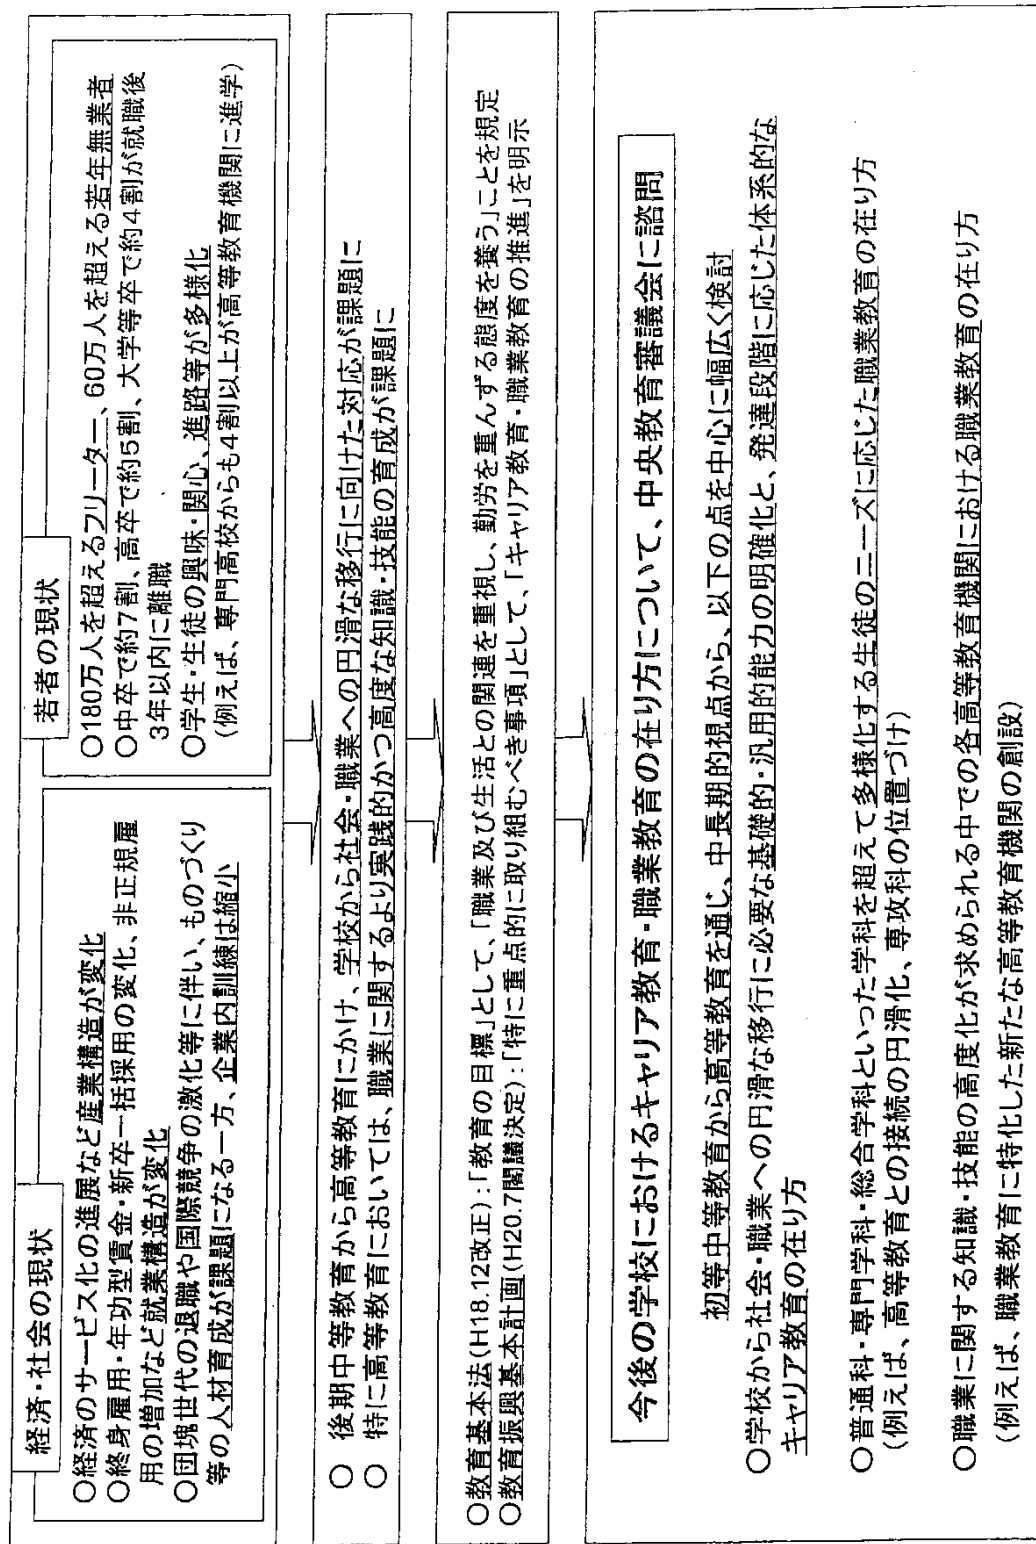 経済・社会の現状
○経済のサービス化の進展など産業構造が変化
○終身雇用・年功型賃金・新卒一括採用の変化、非正規雇
用の増加など就業構造が変化
○団塊世代の退職や国際競争の激化等に伴い、ものづくり
等の人材育成が課題になる一方、企業内訓練は縮小
若者の現状
○180万人を超えるフリーター、60万人を超える若年無業者
○中卒で約7割、高卒で約5割、大学等卒で約4割が就職後
3年以内に離職
○学生・生徒の興味・関心、進路等が多様化
(例えば、専門高校からも4割以上が高等教育機関に進学)
○ 後期中等教育から高等教育にかけ、学校から社会・職業への円滑な移行に向けた対応が課題に
○ 特に高等教育においては、職業に関するより実践的かつ高度な知識・技能の育成が課題に
○教育基本法(H18.12改正):「教育の目標」として、「職業及び生活との関連を重視し、勤労を重んずる態度を養う」ことを規定
○教育振興基本計画(H20.7閣議決定):「特に重点的に取り組むべき事項」として、「キャリア教育・職業教育の推進」を明示
今後の学校におけるキャリア教育・職業教育の在り方について、中央教育審議会に諮問
初等中等教育から高等教育を通じ、中長期的視点から、以下の点を中心に幅広く検討
○学校から社会・職業への円滑な移行に必要な基礎的・汎用的能力の明確化と、発達段階に応じた体系的な
キャリア教育の在り方
○普通科・専門学科・総合学科といった学科を超えて多様化する生徒のニーズに応じた職業教育の在り方
(例えば、高等教育との接続の円滑化、専攻科の位置づけ)
○職業に関する知識・技能の高度化が求められる中での各高等教育機関における職業教育の在り方
(例えば、職業教育に特化した新たな高等教育機関の創設)